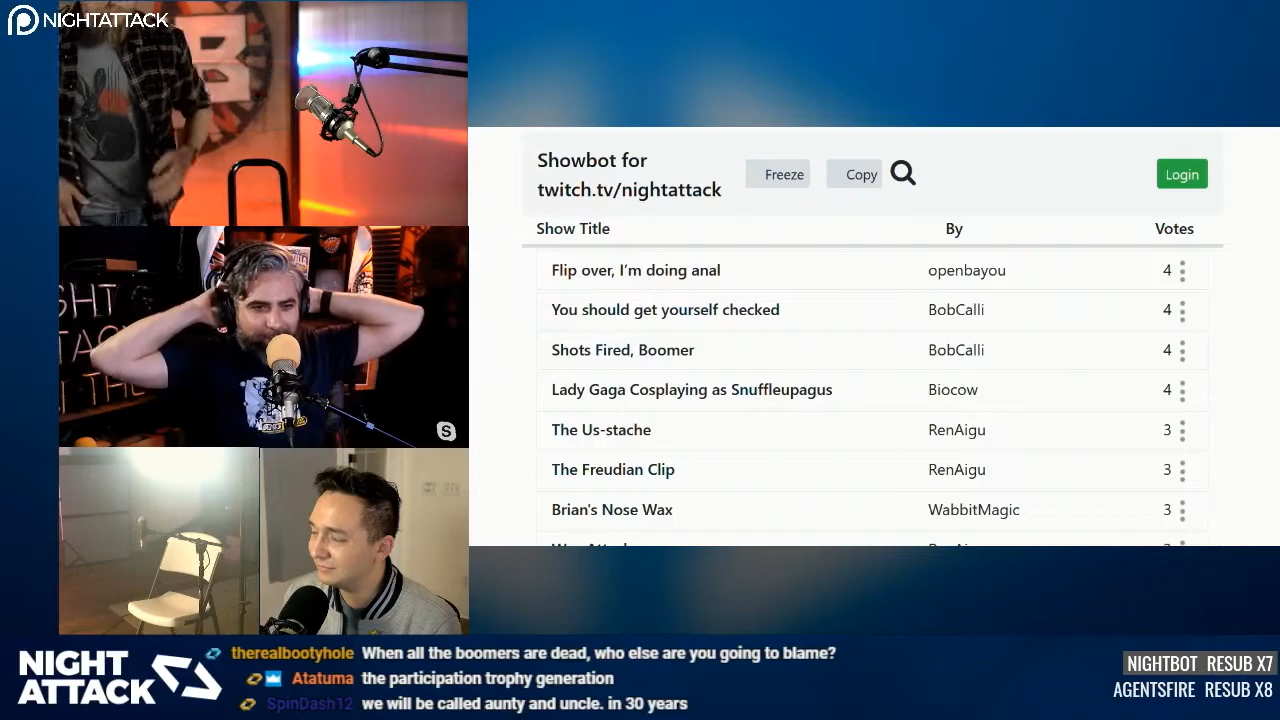 NIGHTATTACK
Showbot for
twitch.tv/nightattack
Freeze
Copy
Login
Show Title By Votes
Flip over, I'm doing anal openbayou 4
You should get yourself checked BobCalli 4
Shots Fired, Boomer BobCalli 4
Lady Gaga Cosplaying as Snuffleupagus Biocow 4
The Us-stache RenAigu 3
The Freudian Clip RenAigu 3
Brian's Nose Wax WabbitMagic 3
NIGHT
ATTACK
therealbootyhole When all the boomers are dead, who else are you going to blame?
Atatuma the participation trophy generation
SpinDash12 we will be called aunty and uncle. in 30 years
NIGHTBOT RESUB X7
AGENTSFIRE RESUB X8